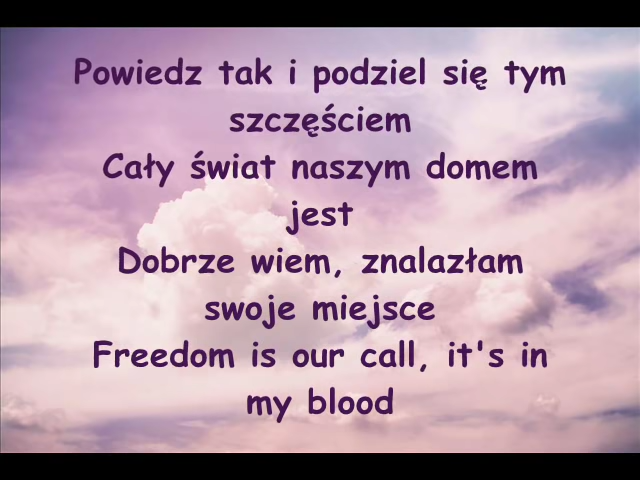 Powiedz tak i podziel się tym
szczęściem
Cały świat naszym domem
jest
Dobrze wiem, znalazłam
swoje miejsce
Freedom is our call, it's in
my blood